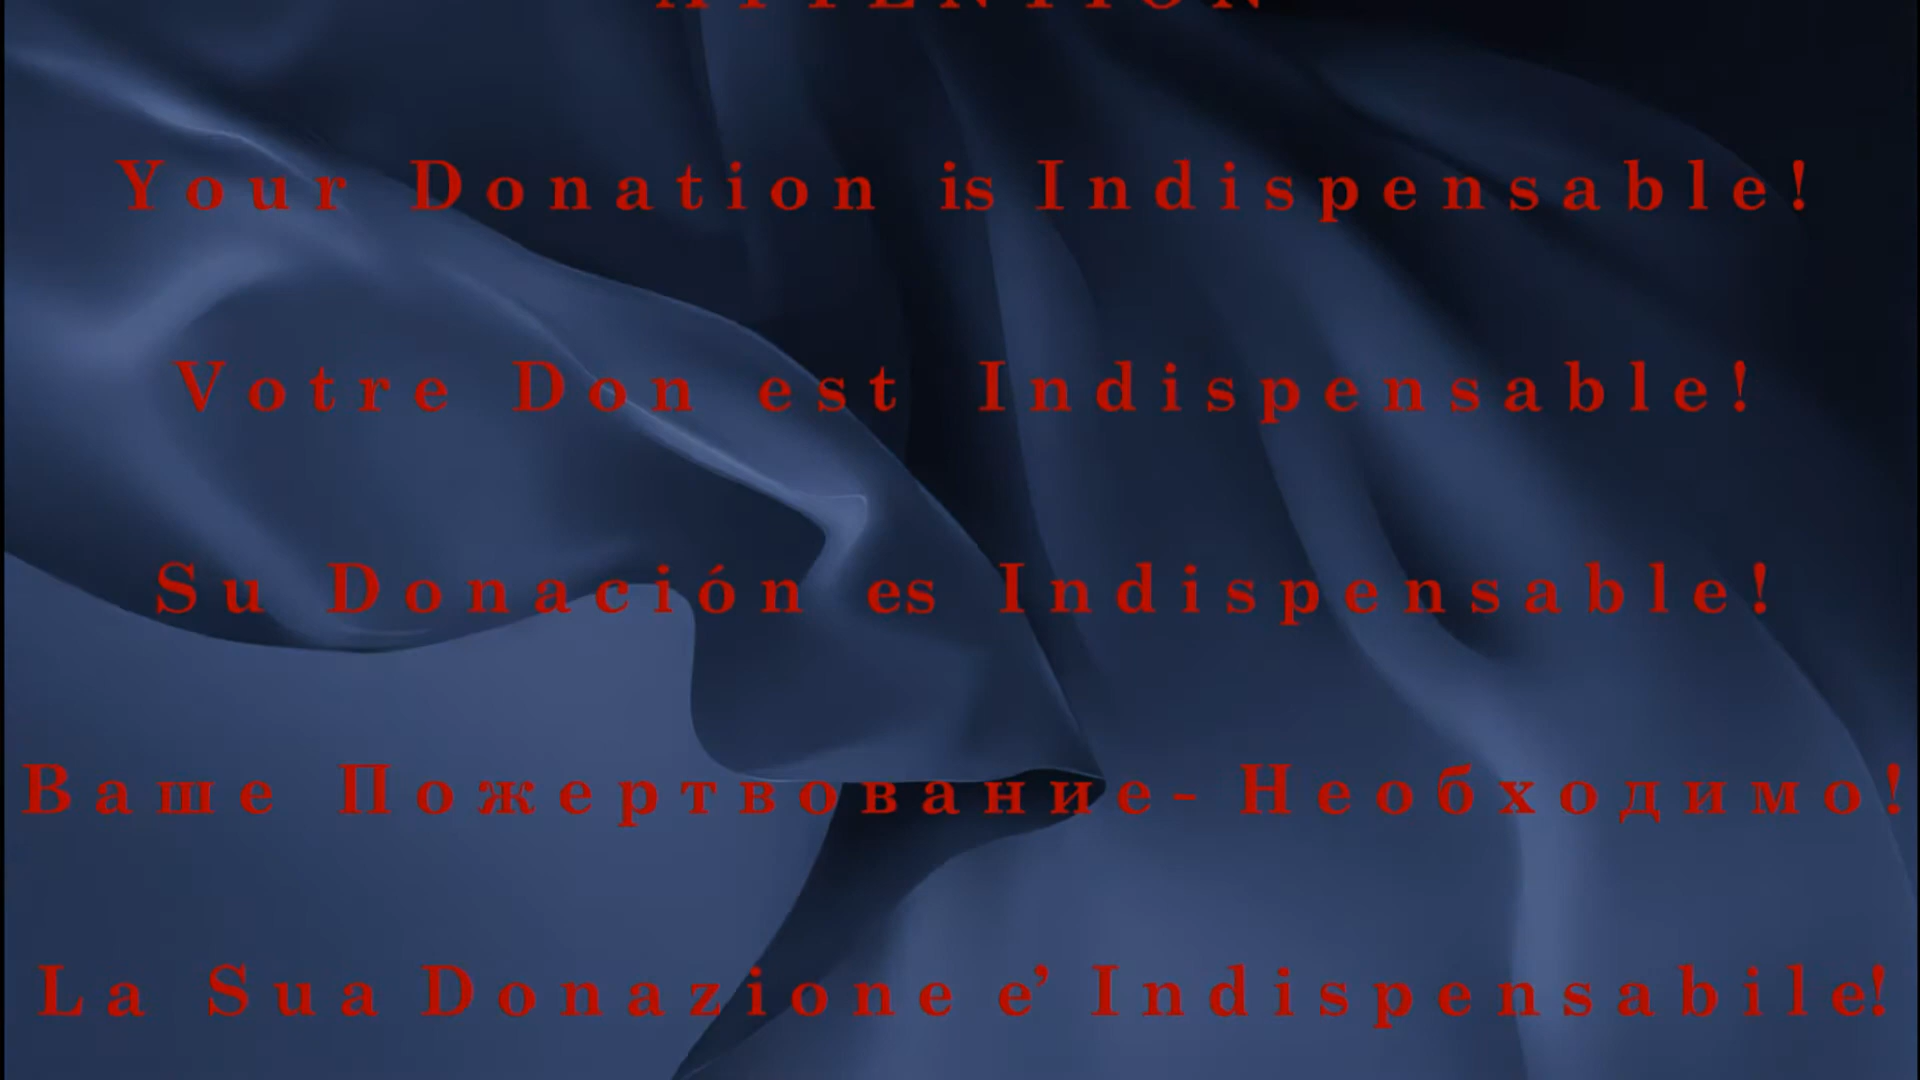 ATTENTION
Your Donation is Indispensable!
Votre Don est Indispensable!
Su Donación es Indispensable!
Ваше Пожертвование- Необходимо!
La Sua Donazione e’ Indispensabile!